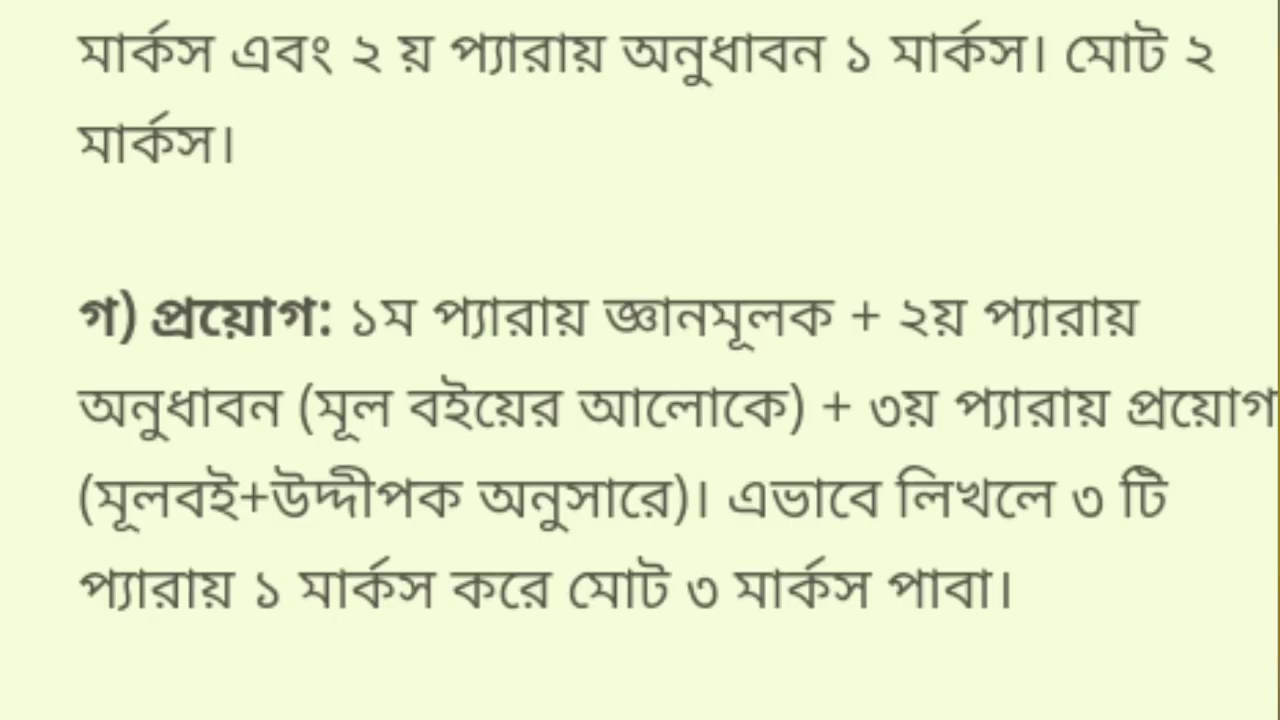 মার্কস এবং ২ য় প্যারায় অনুধাবন ১ মার্কস। মোট ২
মার্কস।
গ) প্রয়োগ: ১ম প্যারায় জ্ঞানমূলক + ২য় প্যারায়
অনুধাবন (মূল বইয়ের আলোকে) + ৩য় প্যারায় প্রয়োগ
(মূলবই+উদ্দীপক অনুসারে)। এভাবে লিখলে ৩ টি
প্যারায় ১ মার্কস করে মোট ৩ মার্কস পাবা।